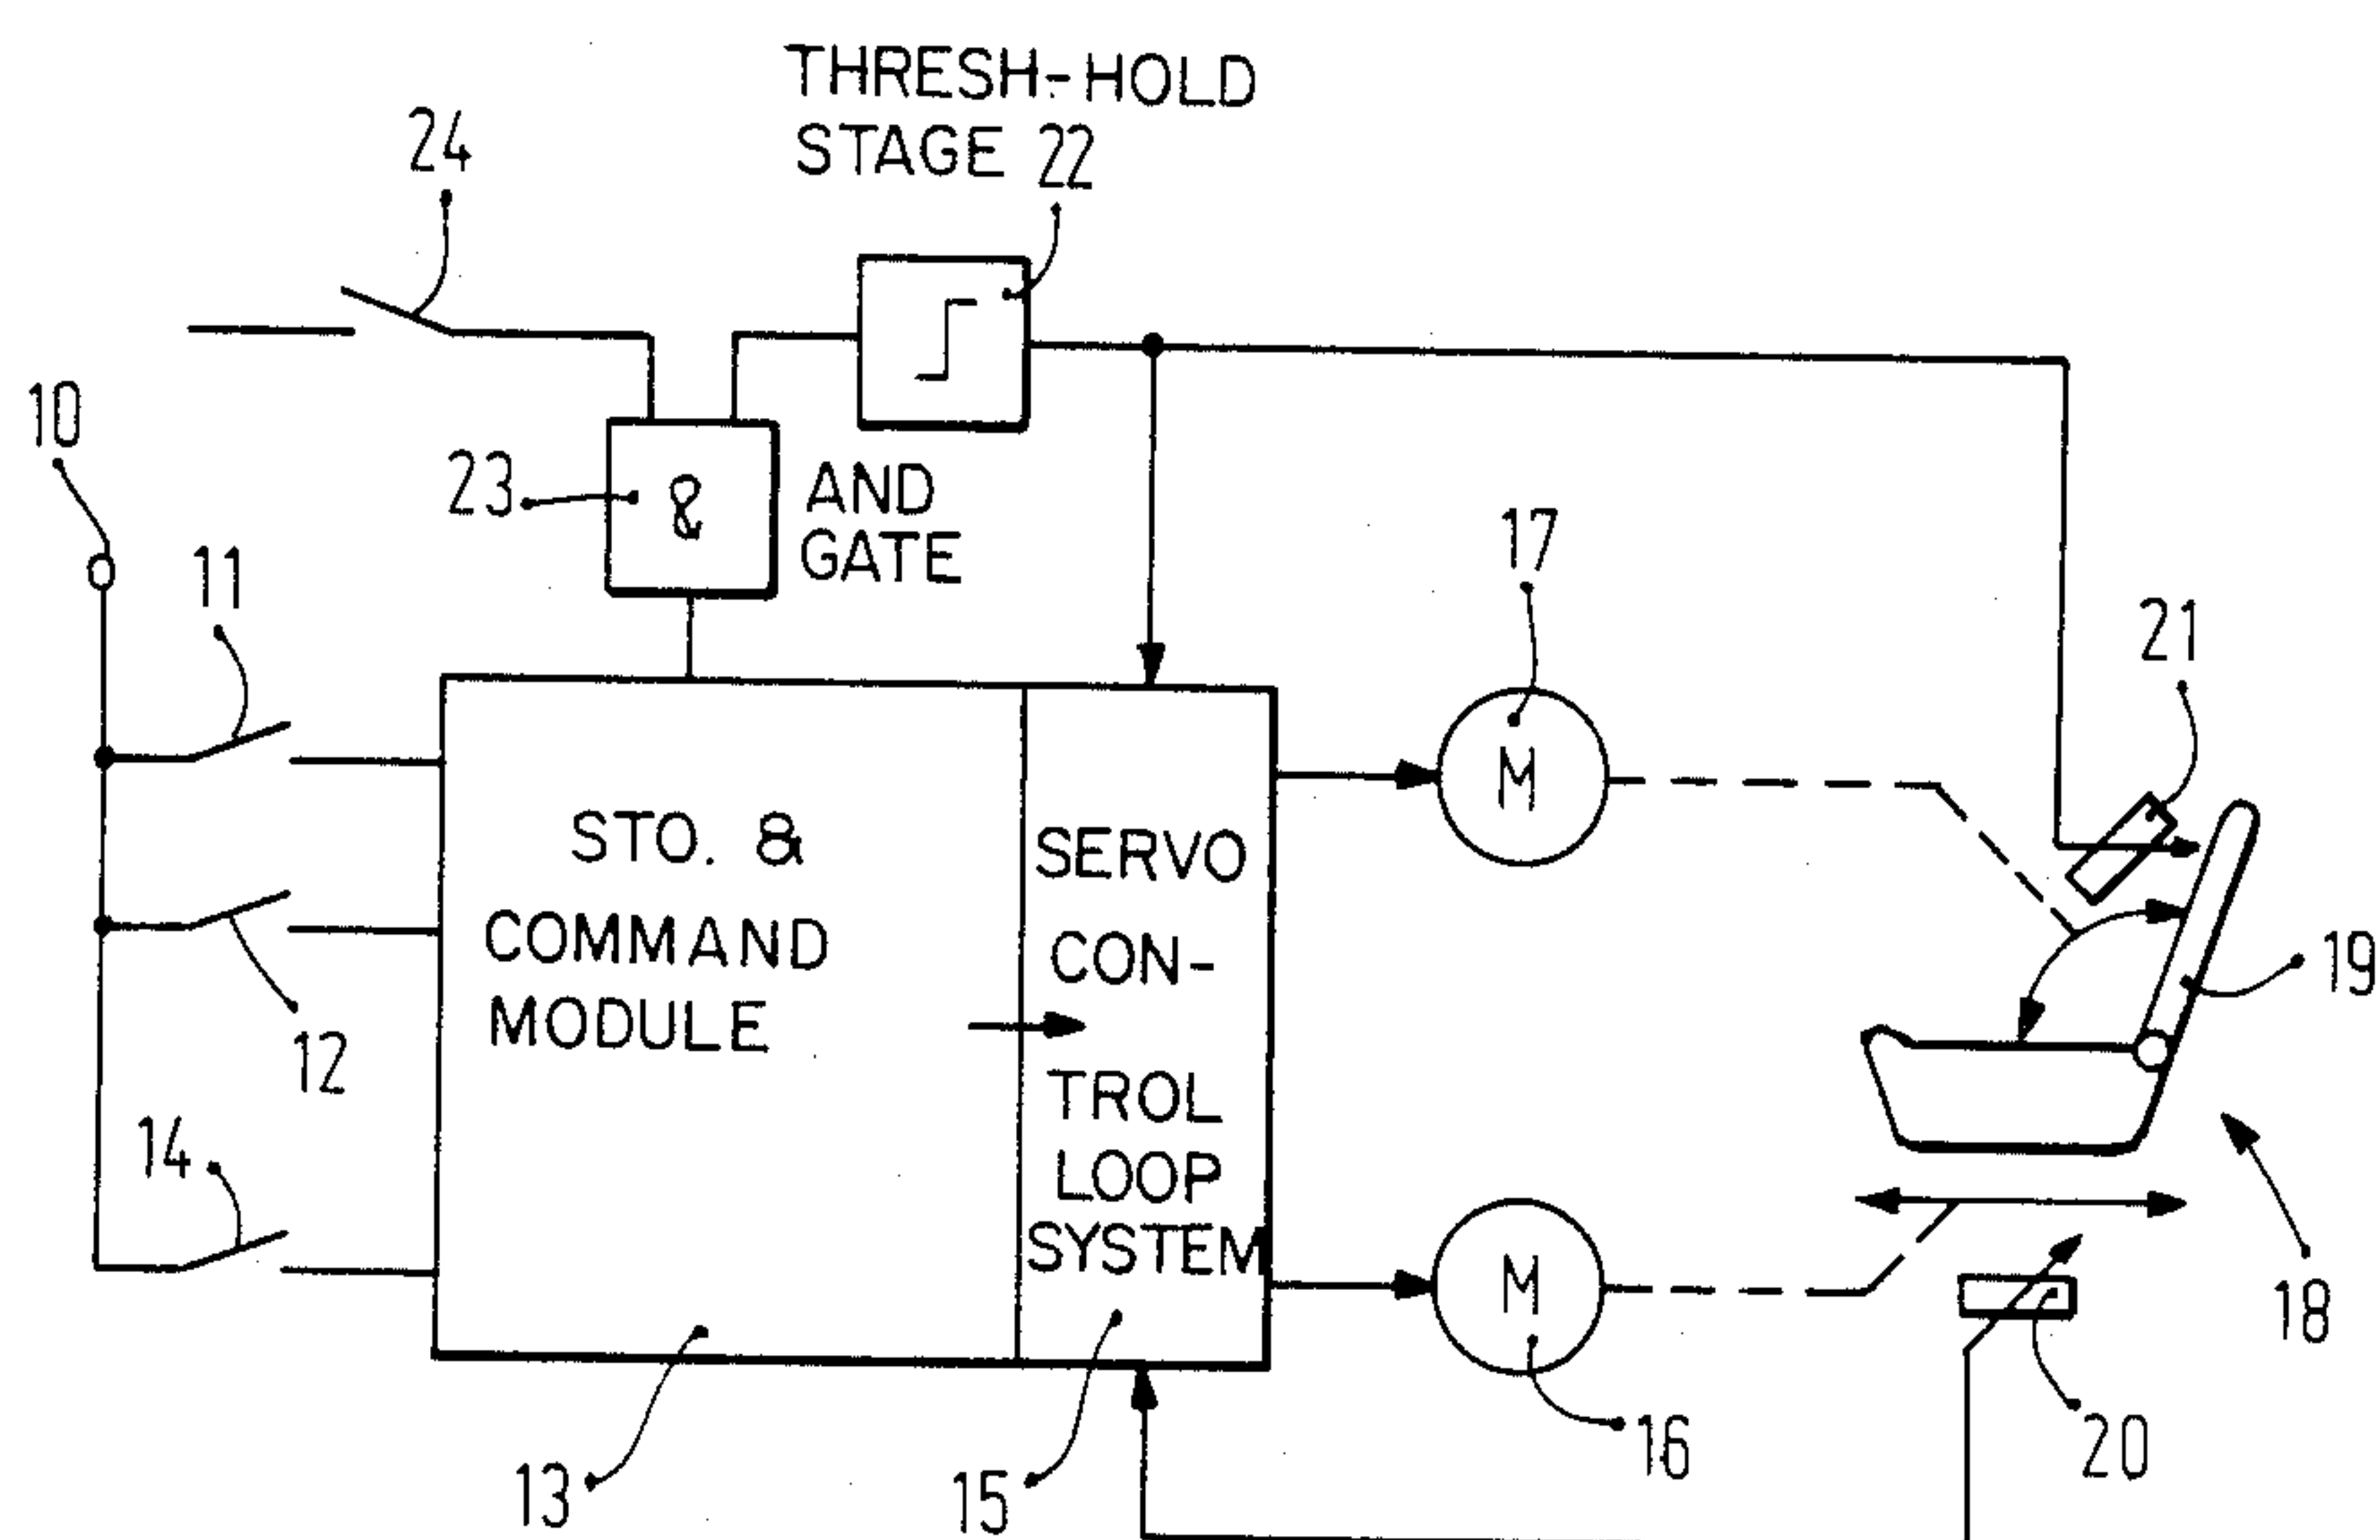 THRESH-HOLD
STAGE 22
24
10
23
&
AND
GATE
11
17
M
21
STO. &
COMMAND
MODULE
SERVO
CON-
TROL
LOOP
SYSTEM
12
14
19
18
M
16
20
13
15